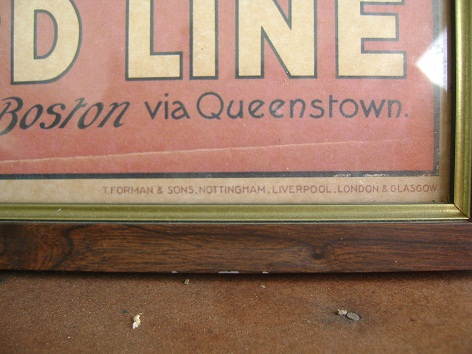 D LINE
Boston via Queenstown.
T. FORMAN & SONS, NOTTINGHAM, LIVERPOOL, LONDON & GLASGOW